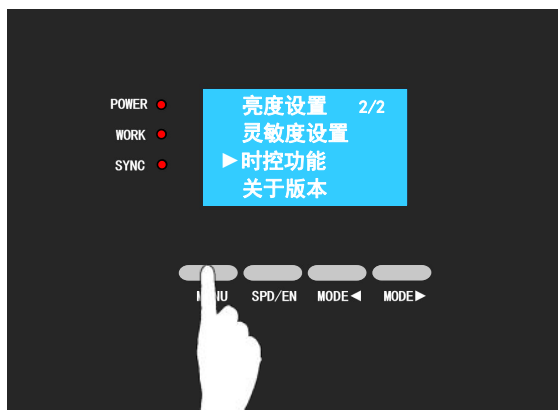 POWER
WORK
SYNC
亮度设置 2/2
灵敏度设置
▶时控功能
关于版本
SPD/EN MODE◀ MODE▶